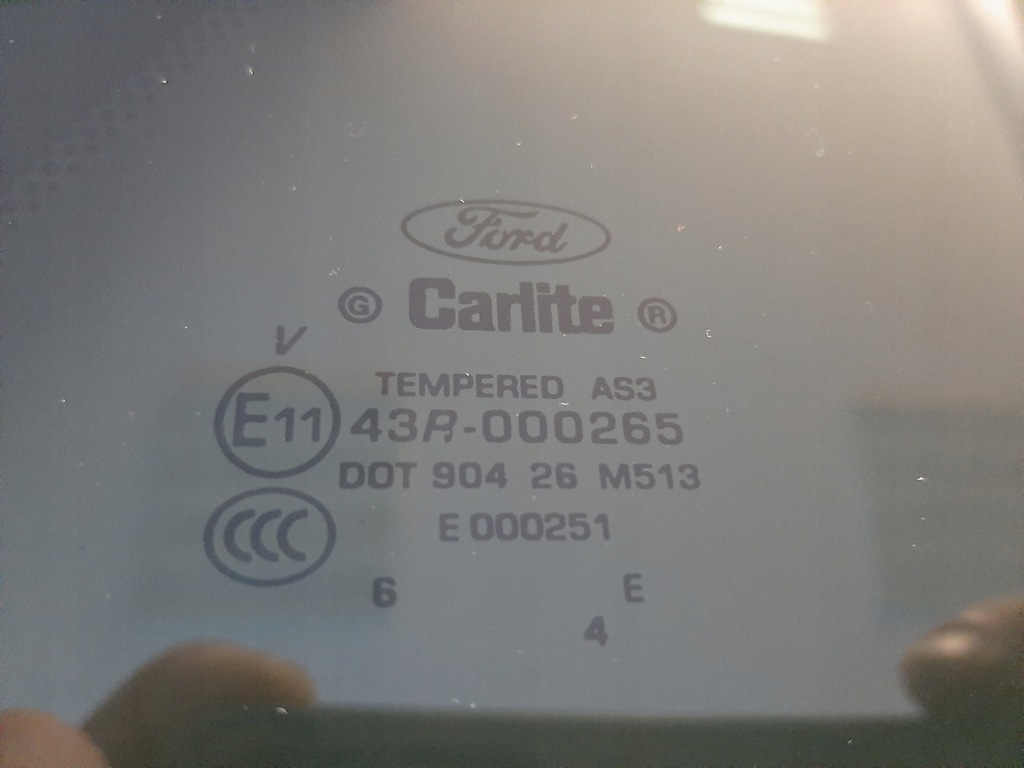 Ford
G Carlite ®
V
TEMPERED AS3
E11 43R-000265
DOT 904 26 M513
CCC E 000251
6 E
4